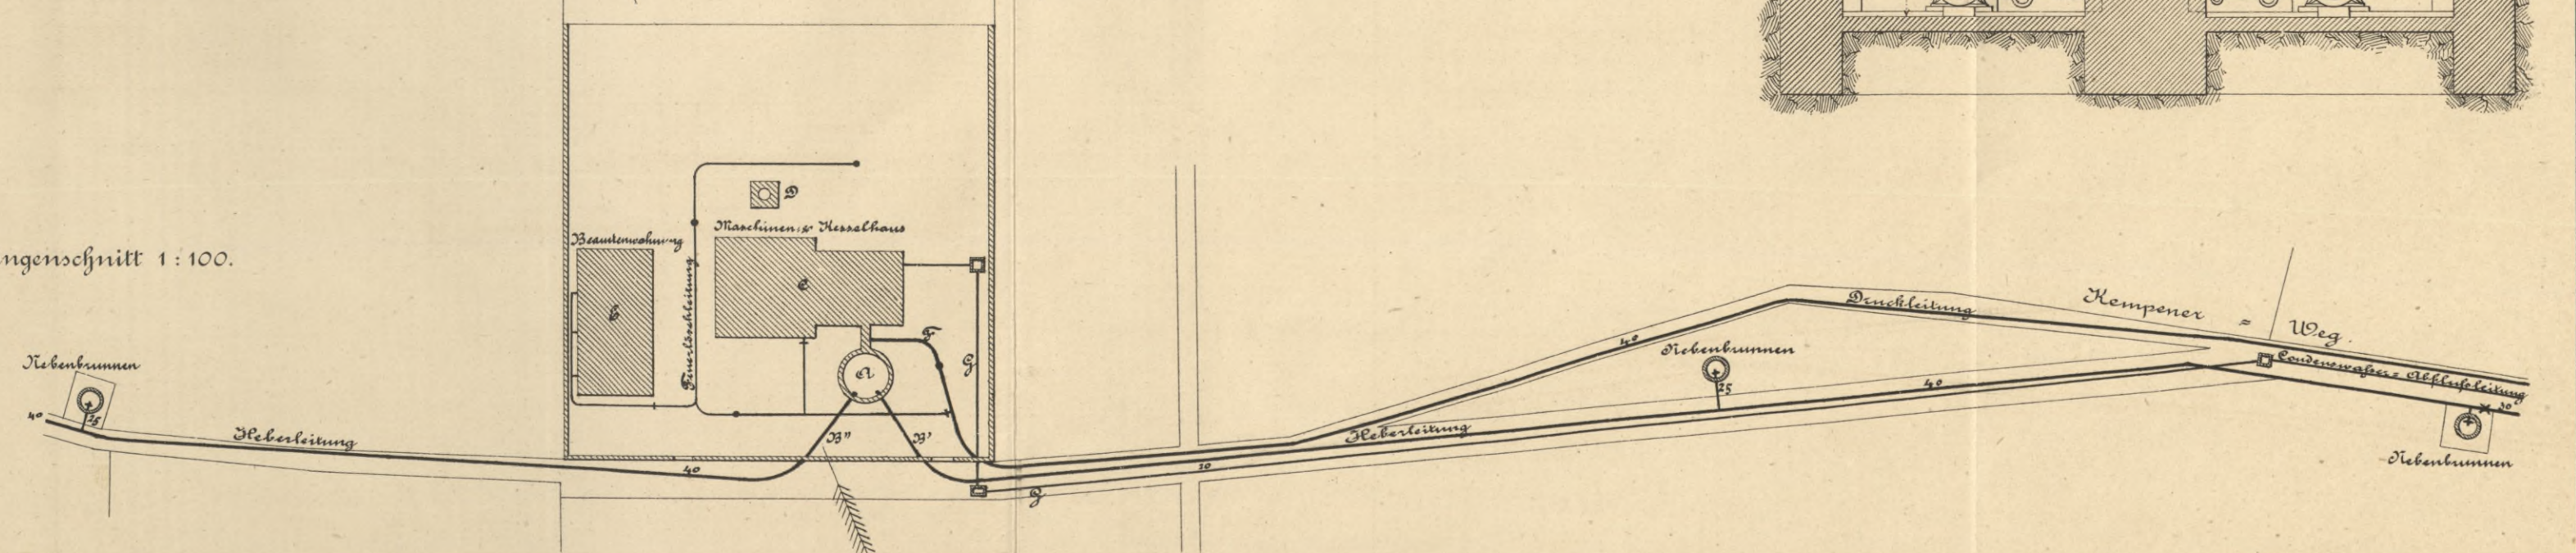 D
Maschinen- & Kesselhaus
Beamtenwohnung
ngenschnitt 1:100.
Feuerlöschleitung
C
b
Kempener = Weg.
Druckleitung
F
40
Nebenbrunnen
Nebenbrunnen
G
A
Condenswaßer-Abflußleitung
25
40
30
40
25
Heberleitung
Heberleitung
B"
B'
Nebenbrunnen
40
20
G